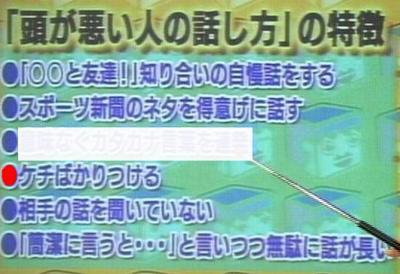 「頭が悪い人の話し方」の特徴
●「○○と友達！」知り合いの自慢話をする
●スポーツ新聞のネタを得意げに話す
なくカタカナ言葉を
●ケチばかりつける
●相手の話を聞いていない
●「簡潔に言うと・・・」と言いつつ無駄に話が長い